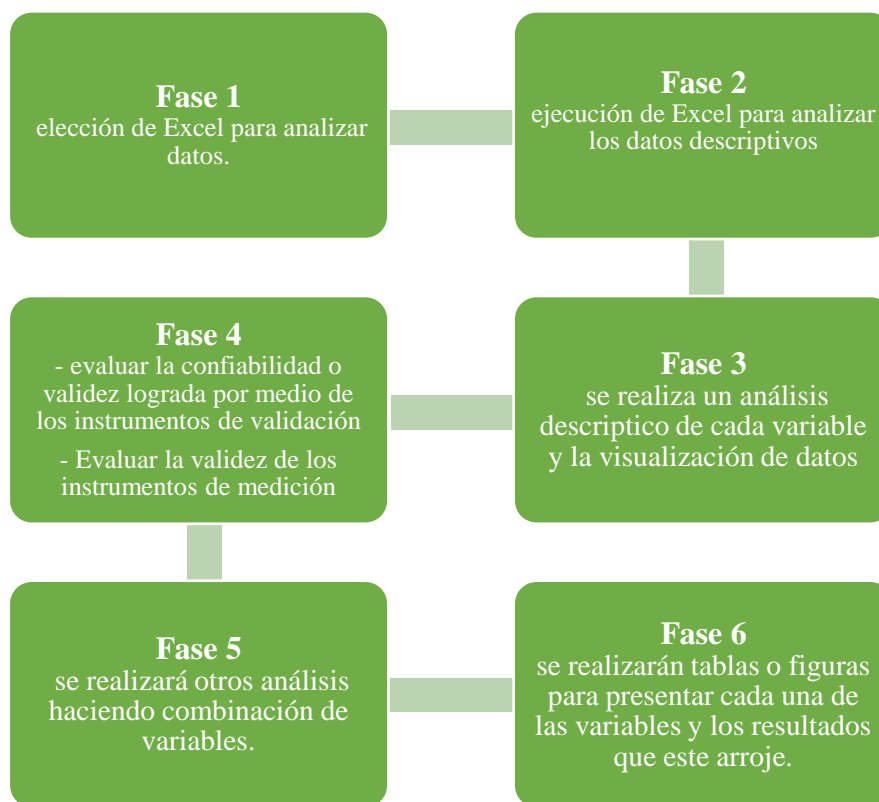 Fase 1
elección de Excel para analizar
datos.
Fase 2
ejecución de Excel para analizar
los datos descriptivos
Fase 3
se realiza un análisis
descriptico de cada variable
y la visualización de datos
Fase 4
- evaluar la confiabilidad o
validez lograda por medio de
los instrumentos de validación
- Evaluar la validez de los
instrumentos de medición
Fase 5
se realizará otros análisis
haciendo combinación de
variables.
Fase 6
se realizarán tablas o figuras
para presentar cada una de
las variables y los resultados
que este arroje.